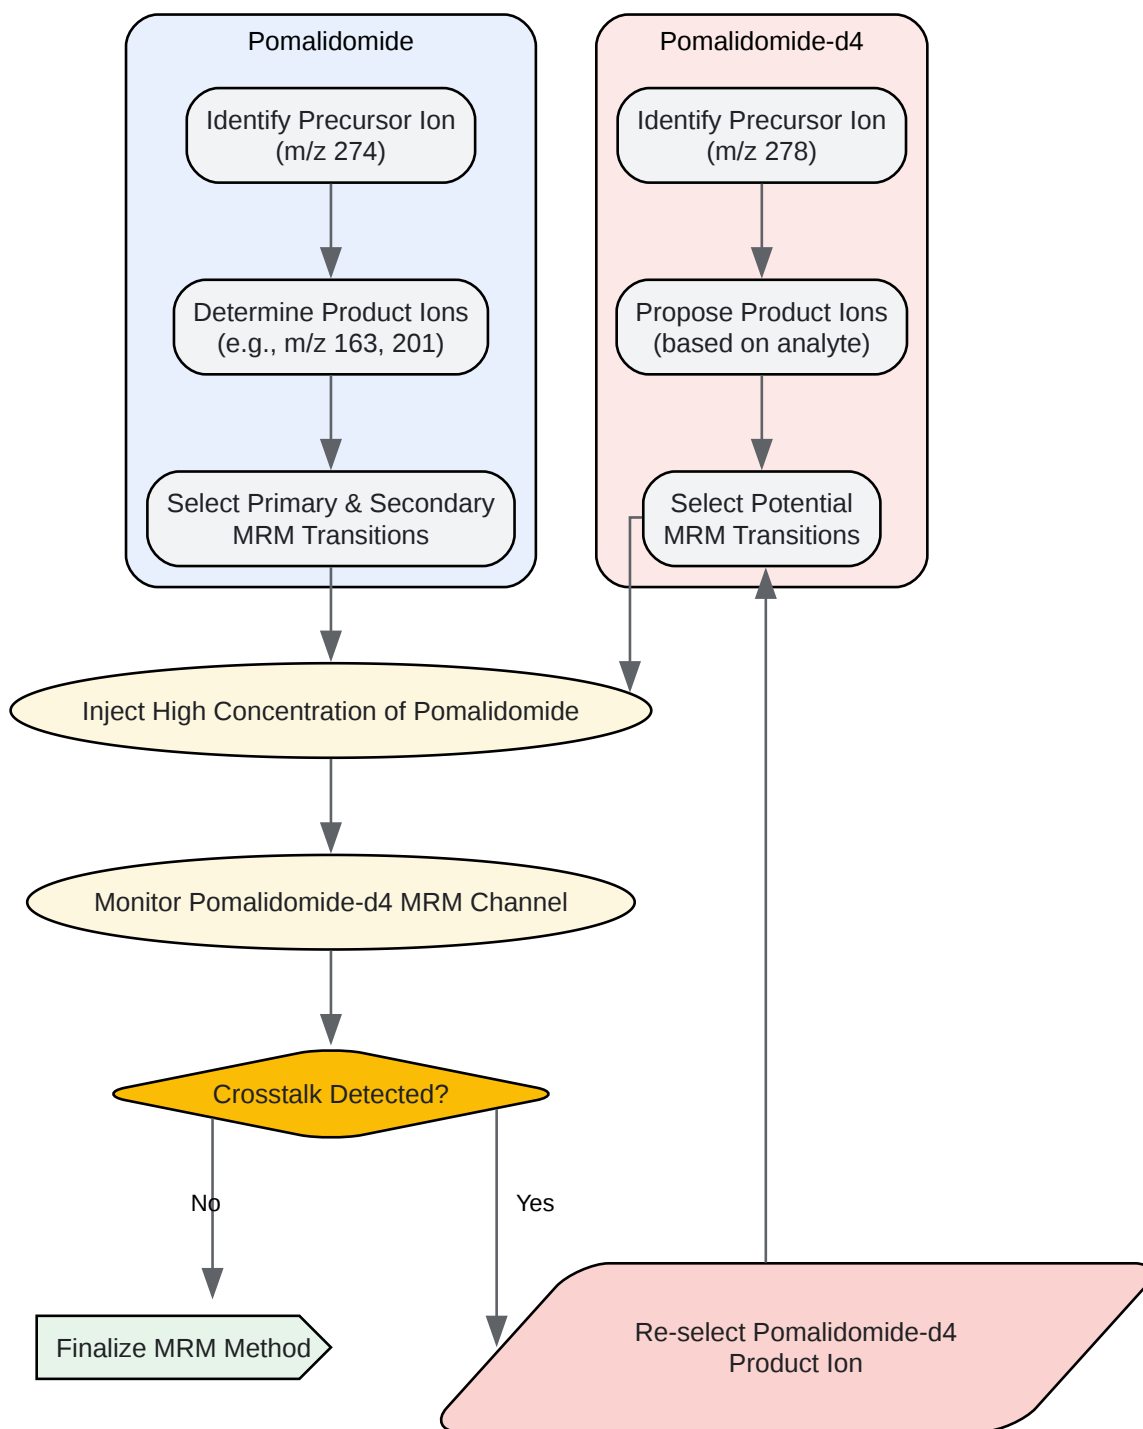 Pomalidomide
Identify Precursor Ion
(m/z 274)
Determine Product Ions
(e.g., m/z 163, 201)
Select Primary & Secondary
MRM Transitions
Pomalidomide-d4
Identify Precursor Ion
(m/z 278)
Propose Product Ions
(based on analyte)
Select Potential
MRM Transitions
Inject High Concentration of Pomalidomide
Monitor Pomalidomide-d4 MRM Channel
Crosstalk Detected?
No
Yes
Finalize MRM Method
Re-select Pomalidomide-d4
Product Ion